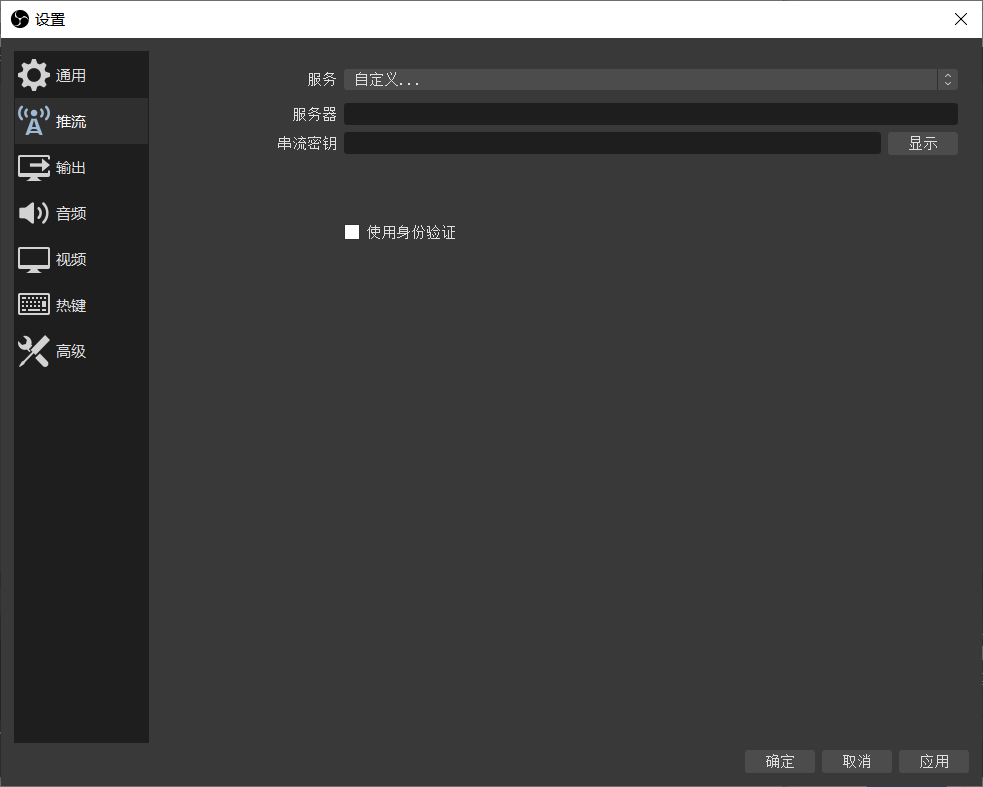 设置
通用
推流
输出
音频
视频
热键
高级
服务 自定义...
服务器
串流密钥 显示
使用身份验证
确定 取消 应用